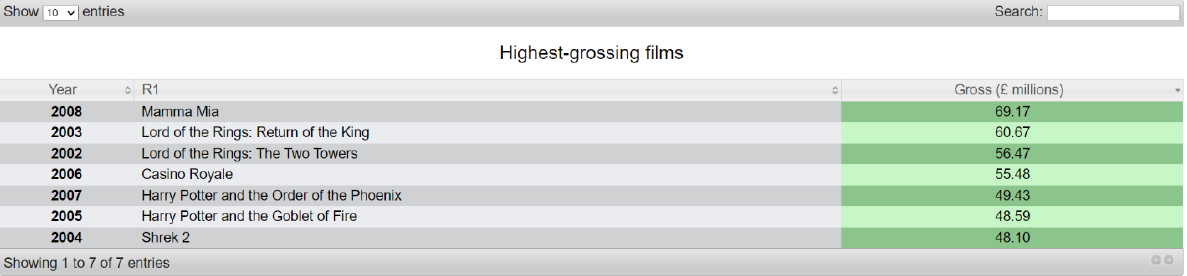 Show 10 entries Search:
Highest-grossing films
Year R1 Gross (£ millions)
2008 Mamma Mia 69.17
2003 Lord of the Rings: Return of the King 60.67
2002 Lord of the Rings: The Two Towers 56.47
2006 Casino Royale 55.48
2007 Harry Potter and the Order of the Phoenix 49.43
2005 Harry Potter and the Goblet of Fire 48.59
2004 Shrek 2 48.10
Showing 1 to 7 of 7 entries